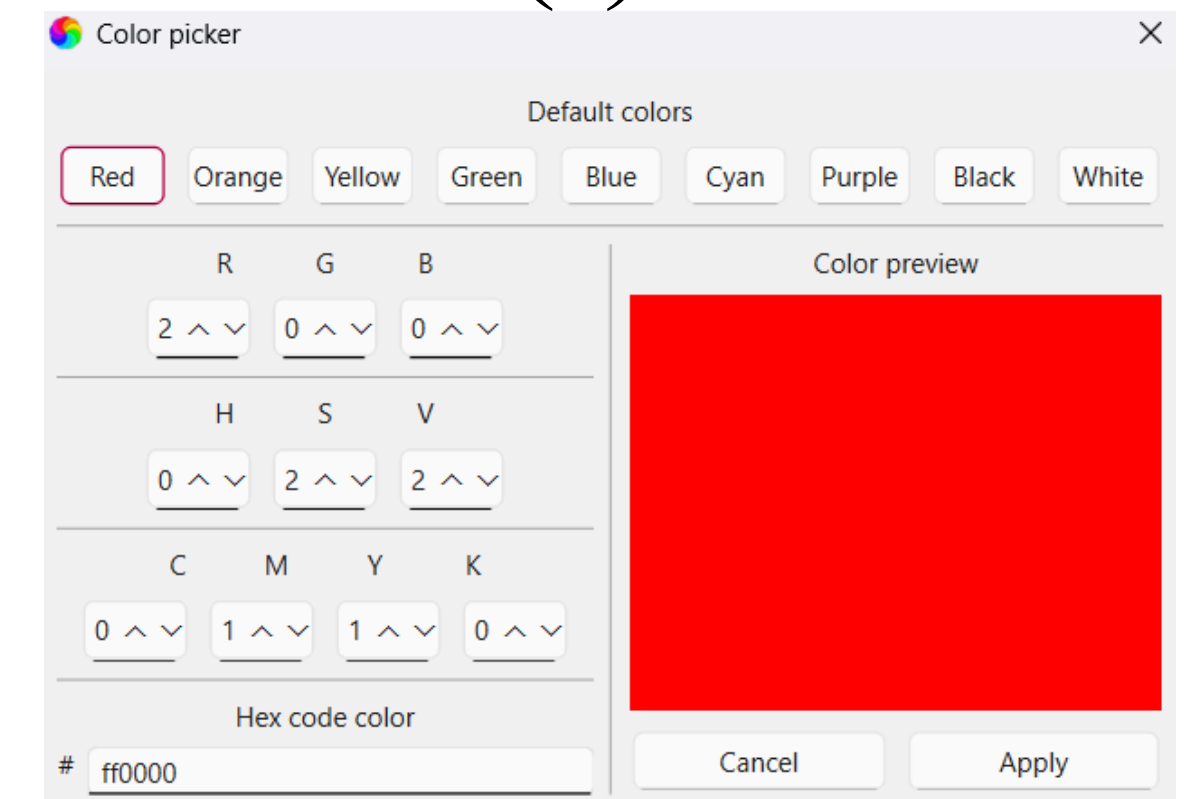 Color picker
Default colors
Red Orange Yellow Green Blue Cyan Purple Black White
R G B
2 0 0
H S V
0 2 2
C M Y K
0 1 1 0
Hex code color
# ff0000
Color preview
Cancel Apply